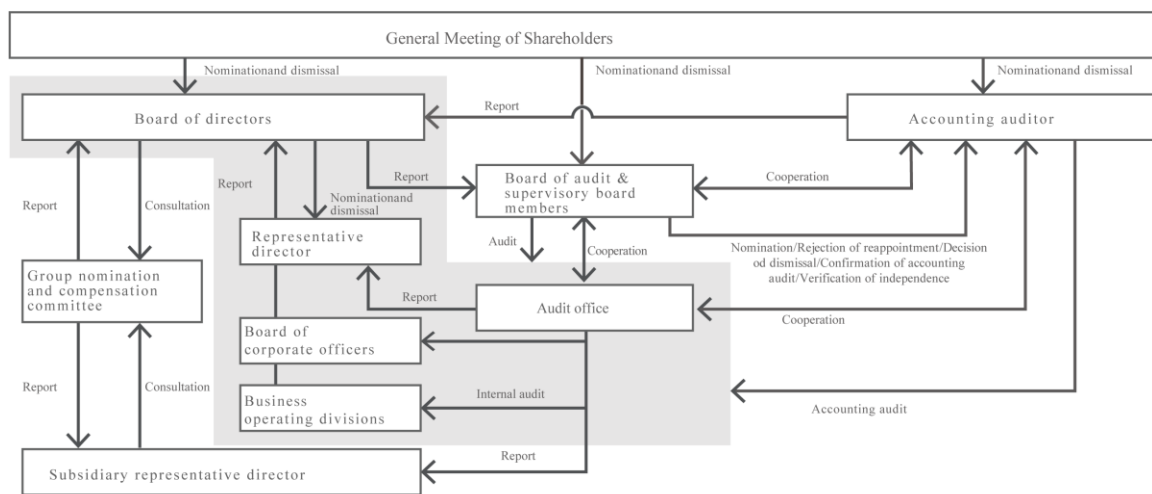 General Meeting of Shareholders
Nominationand dismissal
Nominationand dismissal
Nominationand dismissal
Board of directors
Report
Accounting auditor
Report
Consultation
Report
Nominationand dismissal
Report
Board of audit &
supervisory board
members
Cooperation
Representative
director
Audit
Cooperation
Nomination/Rejection of reappointment/Decision
od dismissal/Confirmation of accounting
audit/Verification of independence
Group nomination
and compensation
committee
Report
Audit office
Cooperation
Board of
corporate officers
Report
Consultation
Business
operating divisions
Internal audit
Accounting audit
Report
Subsidiary representative director